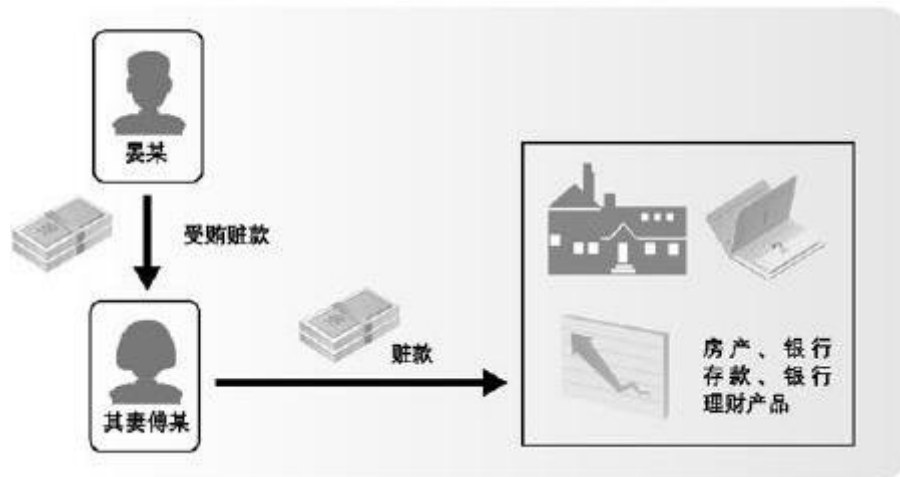 晏某
受贿赃款
赃款
其妻傅某
房产、银行
存款、银行
理财产品